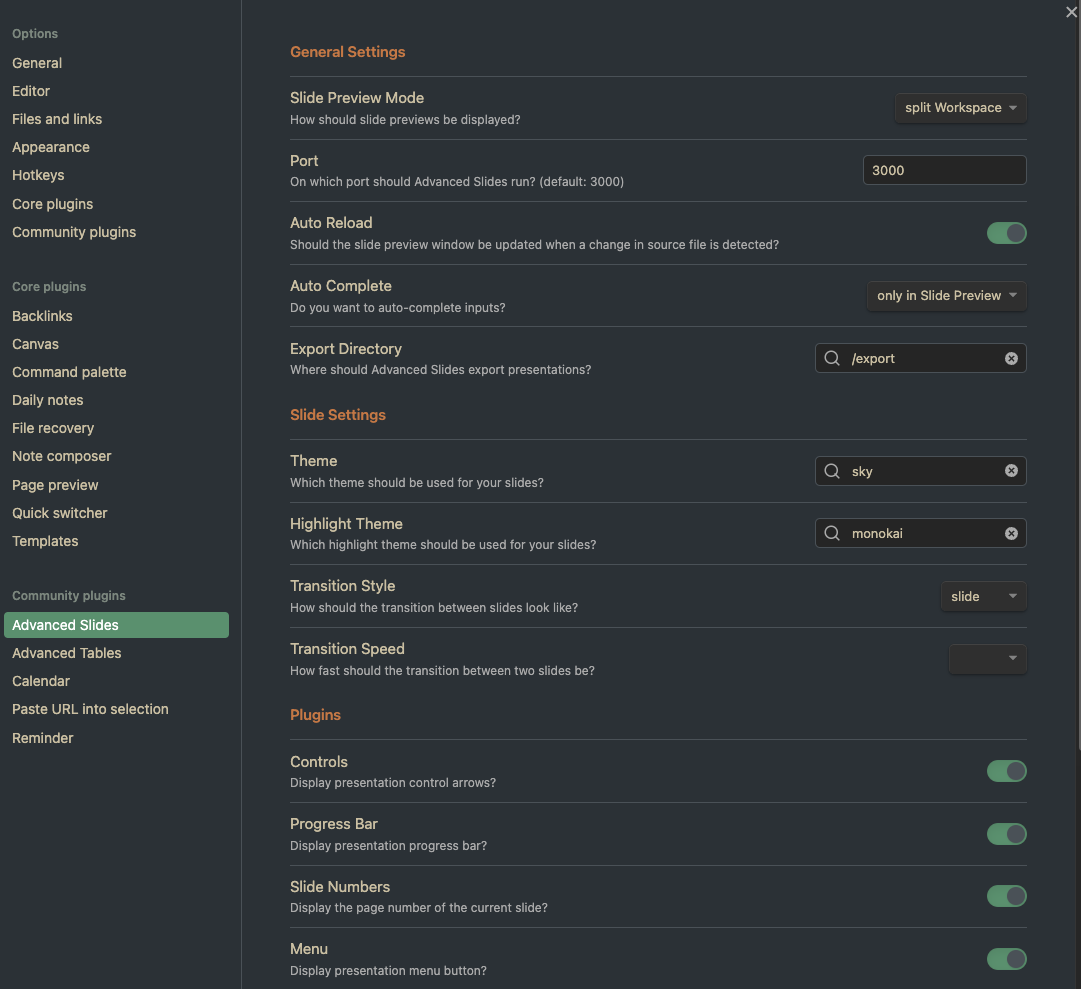 Options
General
Editor
Files and links
Appearance
Hotkeys
Core plugins
Community plugins
Core plugins
Backlinks
Canvas
Command palette
Daily notes
File recovery
Note composer
Page preview
Quick switcher
Templates
Community plugins
Advanced Slides
Advanced Tables
Calendar
Paste URL into selection
Reminder
General Settings
Slide Preview Mode
How should slide previews be displayed?
split Workspace
Port
On which port should Advanced Slides run? (default: 3000)
3000
Auto Reload
Should the slide preview window be updated when a change in source file is detected?
Auto Complete
Do you want to auto-complete inputs?
only in Slide Preview
Export Directory
Where should Advanced Slides export presentations?
/export
Slide Settings
Theme
Which theme should be used for your slides?
sky
Highlight Theme
Which highlight theme should be used for your slides?
monokai
Transition Style
How should the transition between slides look like?
slide
Transition Speed
How fast should the transition between two slides be?
Plugins
Controls
Display presentation control arrows?
Progress Bar
Display presentation progress bar?
Slide Numbers
Display the page number of the current slide?
Menu
Display presentation menu button?